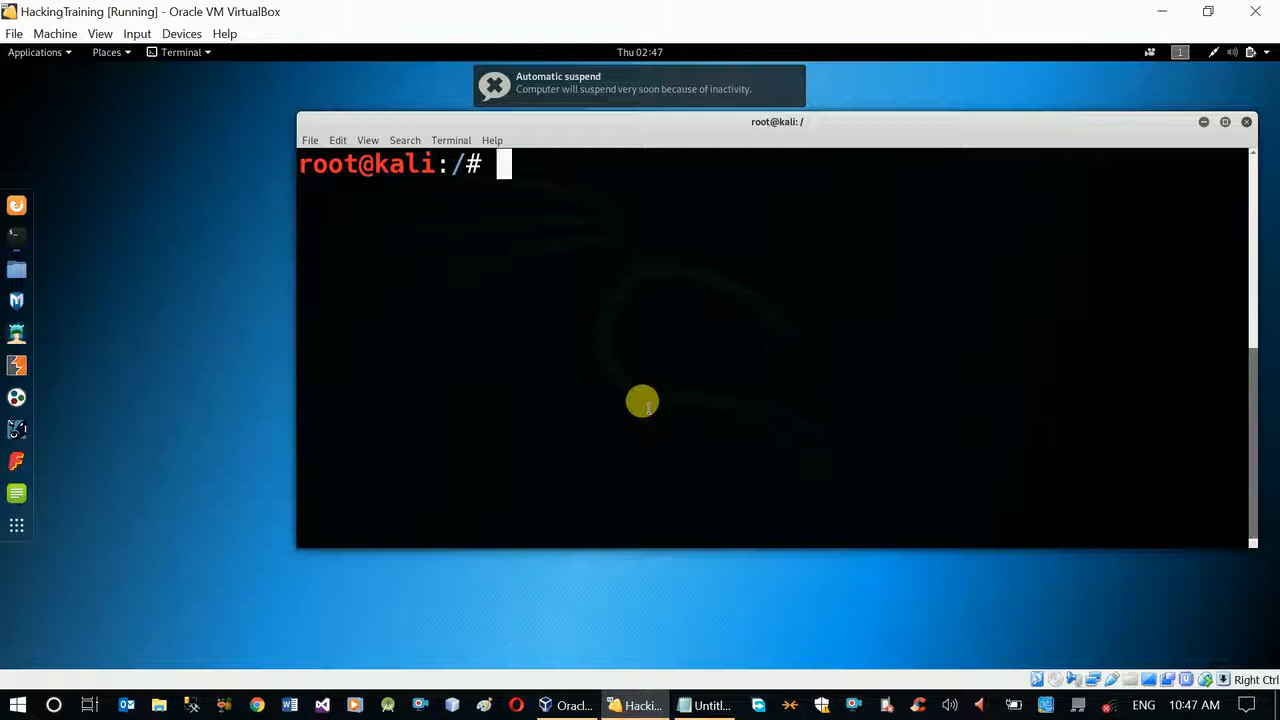 HackingTraining [Running] - Oracle VM VirtualBox
File Machine View Input Devices Help
Applications Places Terminal Thu 02:47 1
Automatic suspend
Computer will suspend very soon because of inactivity.
root@kali: /
File Edit View Search Terminal Help
root@kali:/#
Right Ctrl
Oracl... Hacki... Untitl... ENG 10:47 AM